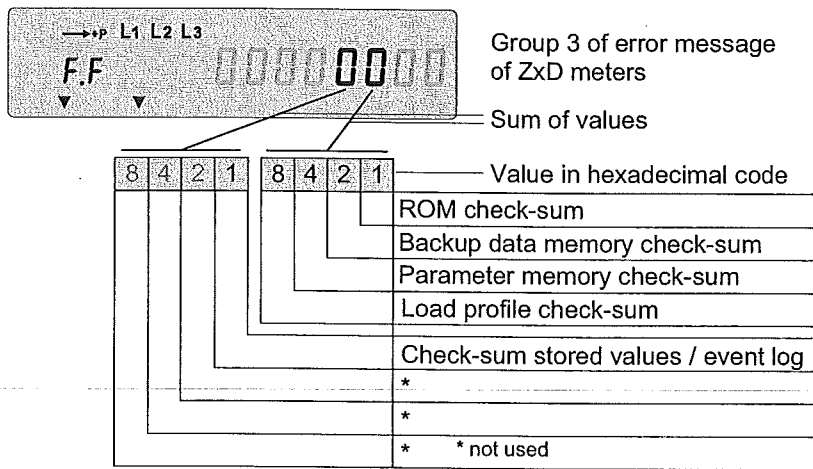 +P L1 L2 L3
F.F 00000000
Group 3 of error message
of ZxD meters
Sum of values
8 4 2 1 8 4 2 1
Value in hexadecimal code
ROM check-sum
Backup data memory check-sum
Parameter memory check-sum
Load profile check-sum
Check-sum stored values / event log
*
*
* * not used